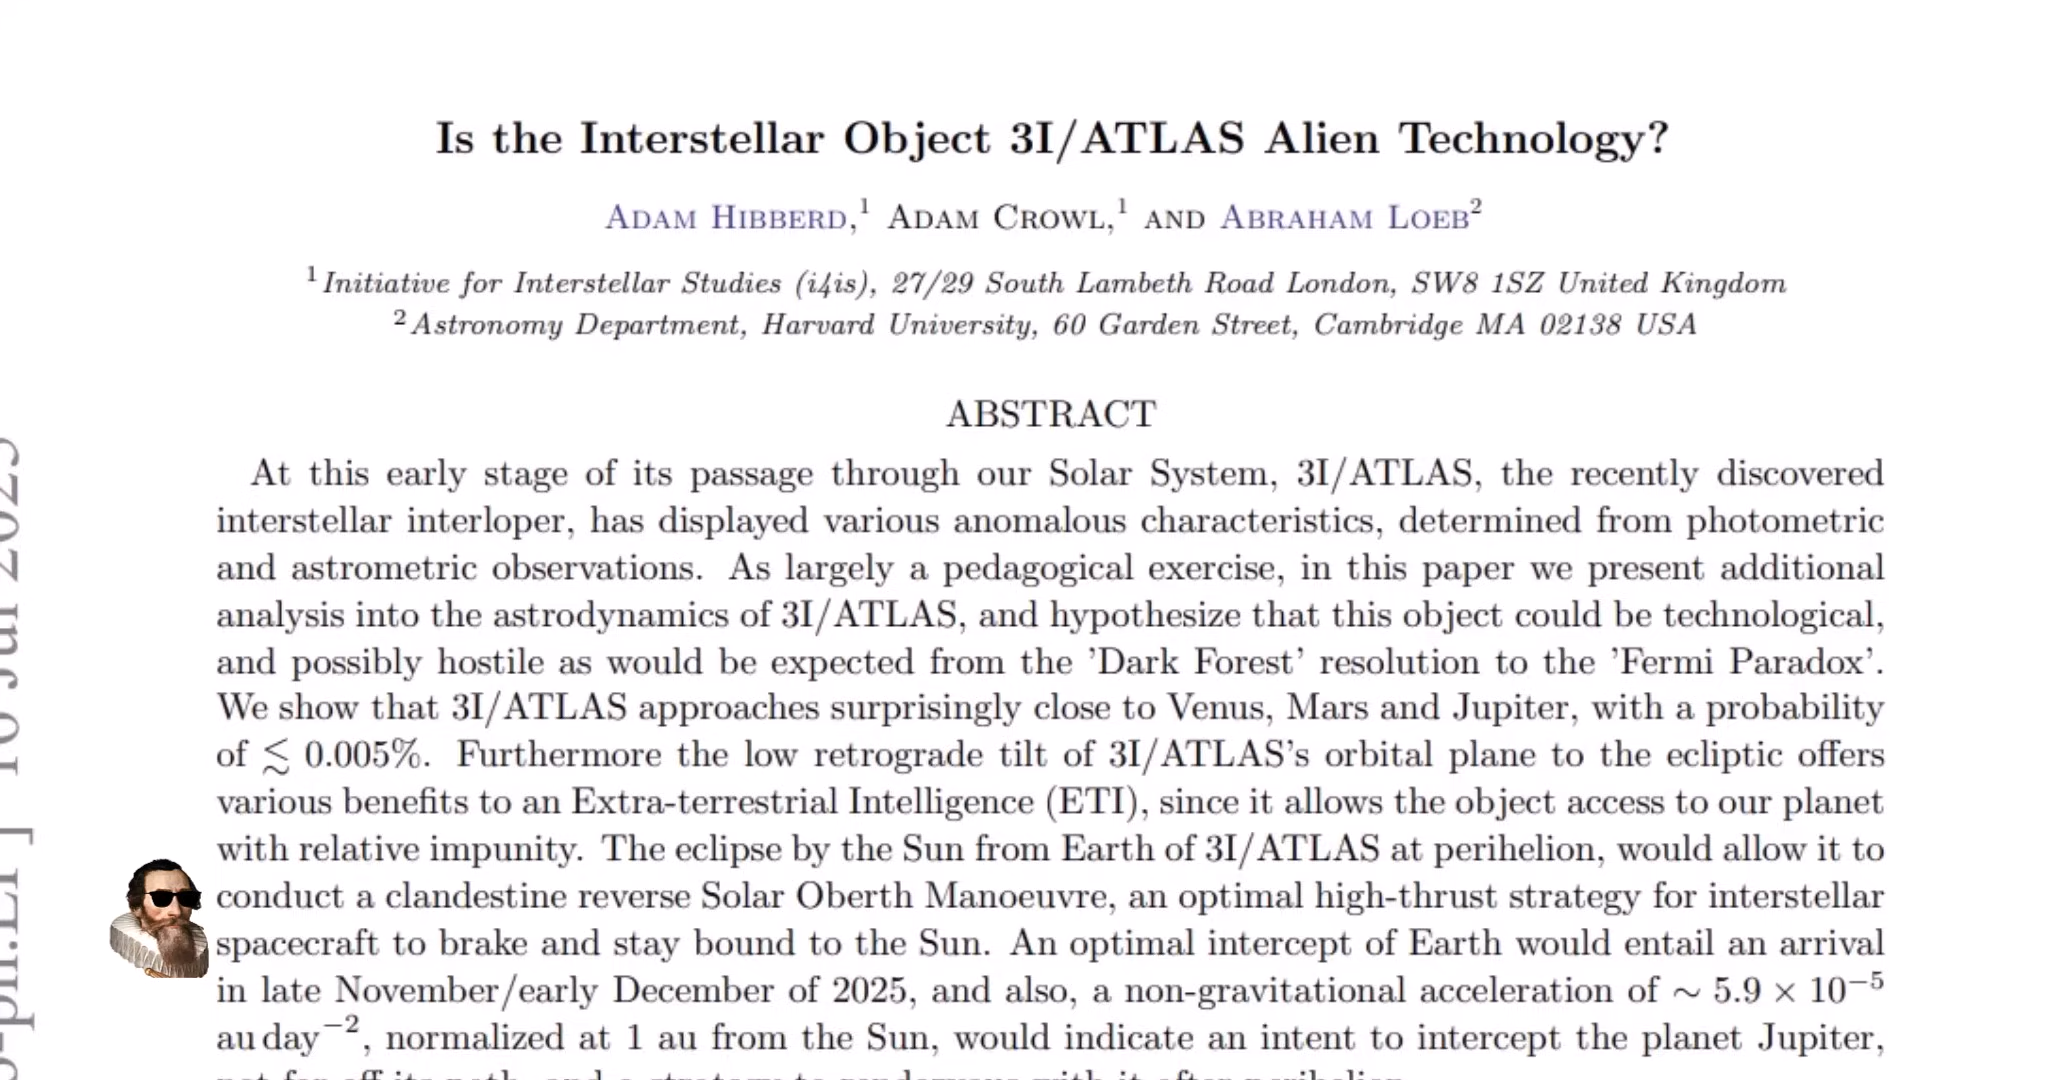 Is the Interstellar Object 3I/ATLAS Alien Technology?
Adam Hibberd,¹ Adam Crowl,¹ and Abraham Loeb²
¹ Initiative for Interstellar Studies (i4is), 27/29 South Lambeth Road London, SW8 1SZ United Kingdom
² Astronomy Department, Harvard University, 60 Garden Street, Cambridge MA 02138 USA
ABSTRACT
At this early stage of its passage through our Solar System, 3I/ATLAS, the recently discovered
interstellar interloper, has displayed various anomalous characteristics, determined from photometric
and astrometric observations. As largely a pedagogical exercise, in this paper we present additional
analysis into the astrodynamics of 3I/ATLAS, and hypothesize that this object could be technological,
and possibly hostile as would be expected from the 'Dark Forest' resolution to the 'Fermi Paradox'.
We show that 3I/ATLAS approaches surprisingly close to Venus, Mars and Jupiter, with a probability
of ≲ 0.005%. Furthermore the low retrograde tilt of 3I/ATLAS's orbital plane to the ecliptic offers
various benefits to an Extra-terrestrial Intelligence (ETI), since it allows the object access to our planet
with relative impunity. The eclipse by the Sun from Earth of 3I/ATLAS at perihelion, would allow it to
conduct a clandestine reverse Solar Oberth Manoeuvre, an optimal high-thrust strategy for interstellar
spacecraft to brake and stay bound to the Sun. An optimal intercept of Earth would entail an arrival
in late November/early December of 2025, and also, a non-gravitational acceleration of ∼ 5.9 × 10⁻⁵
au day⁻², normalized at 1 au from the Sun, would indicate an intent to intercept the planet Jupiter,